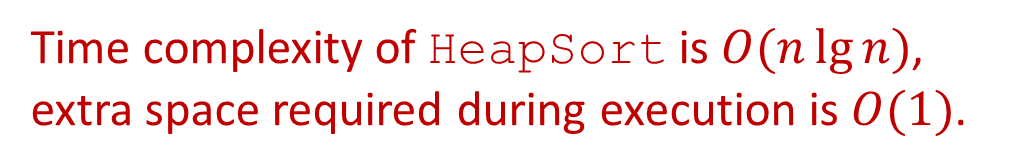 Time complexity of HeapSort is O(n lg n),
extra space required during execution is O(1).